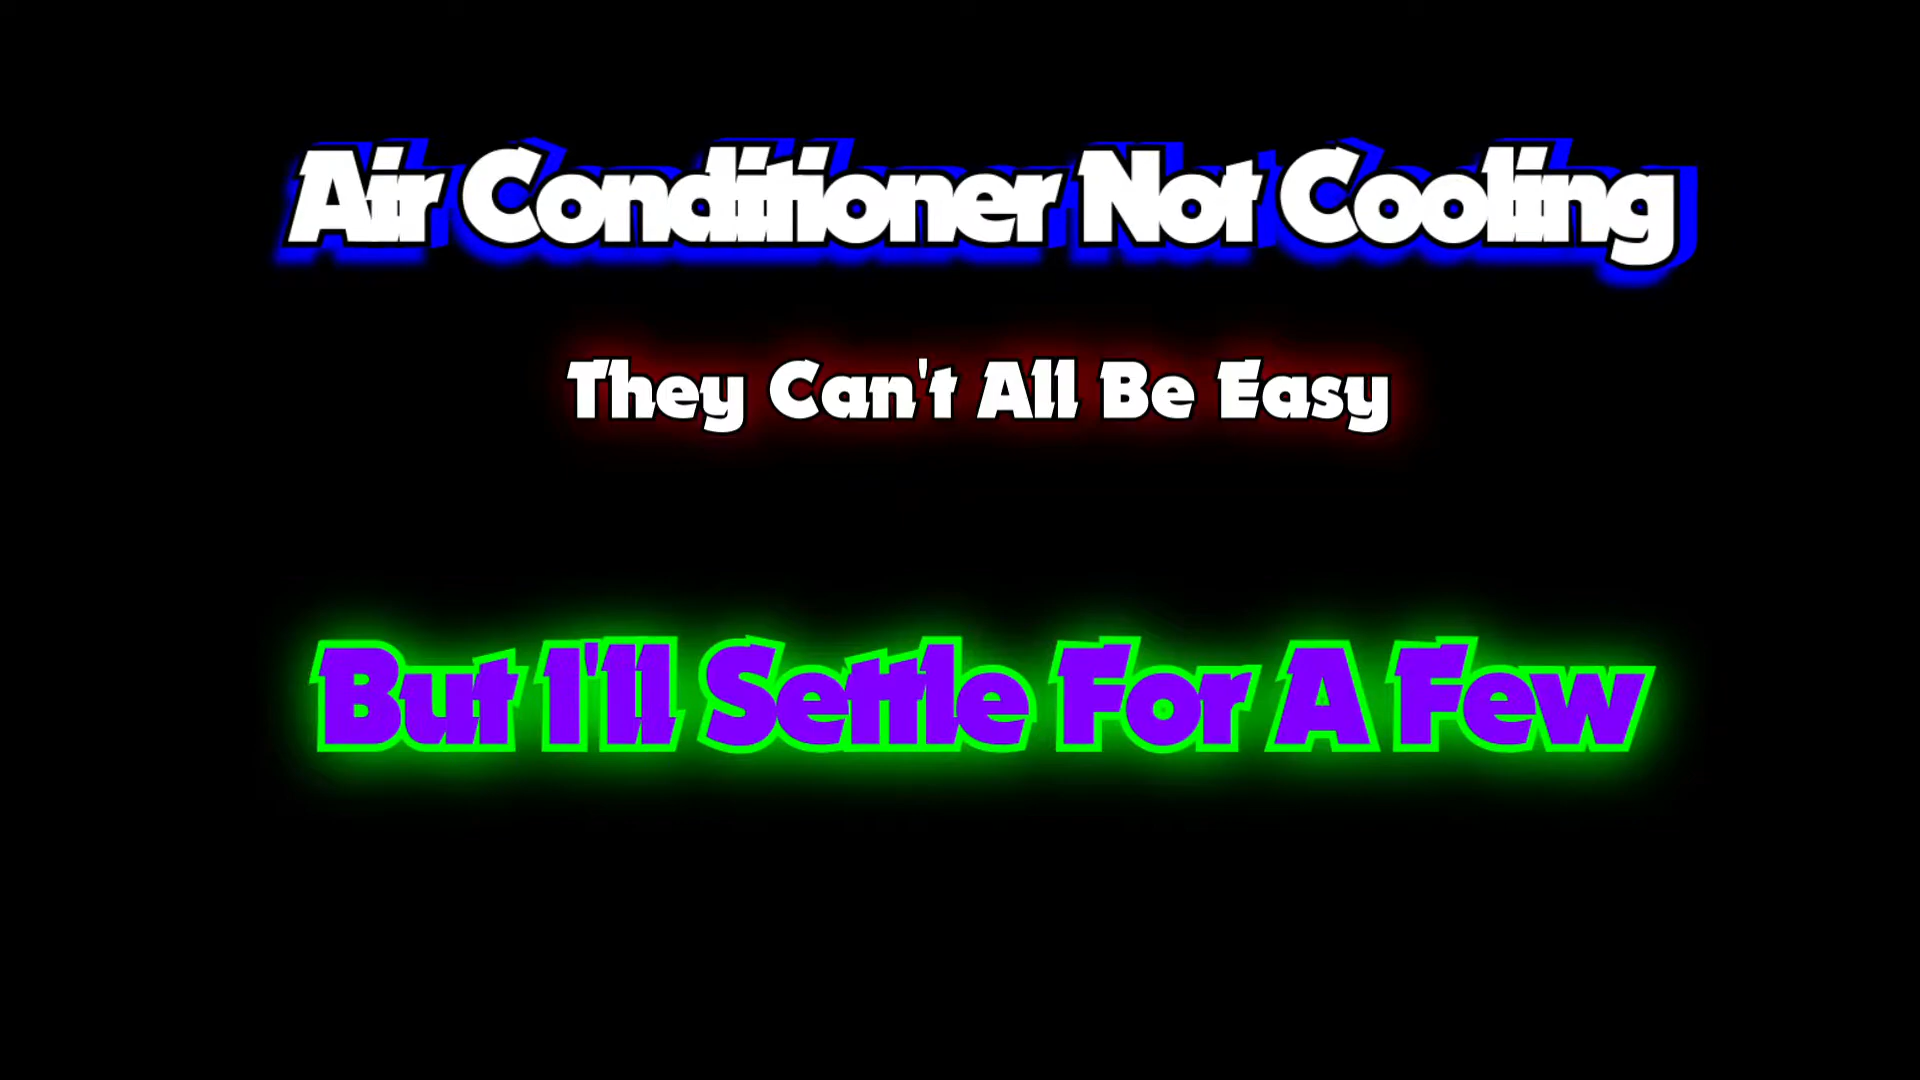 Air Conditioner Not Cooling
They Can't All Be Easy
But I'll Settle For A Few